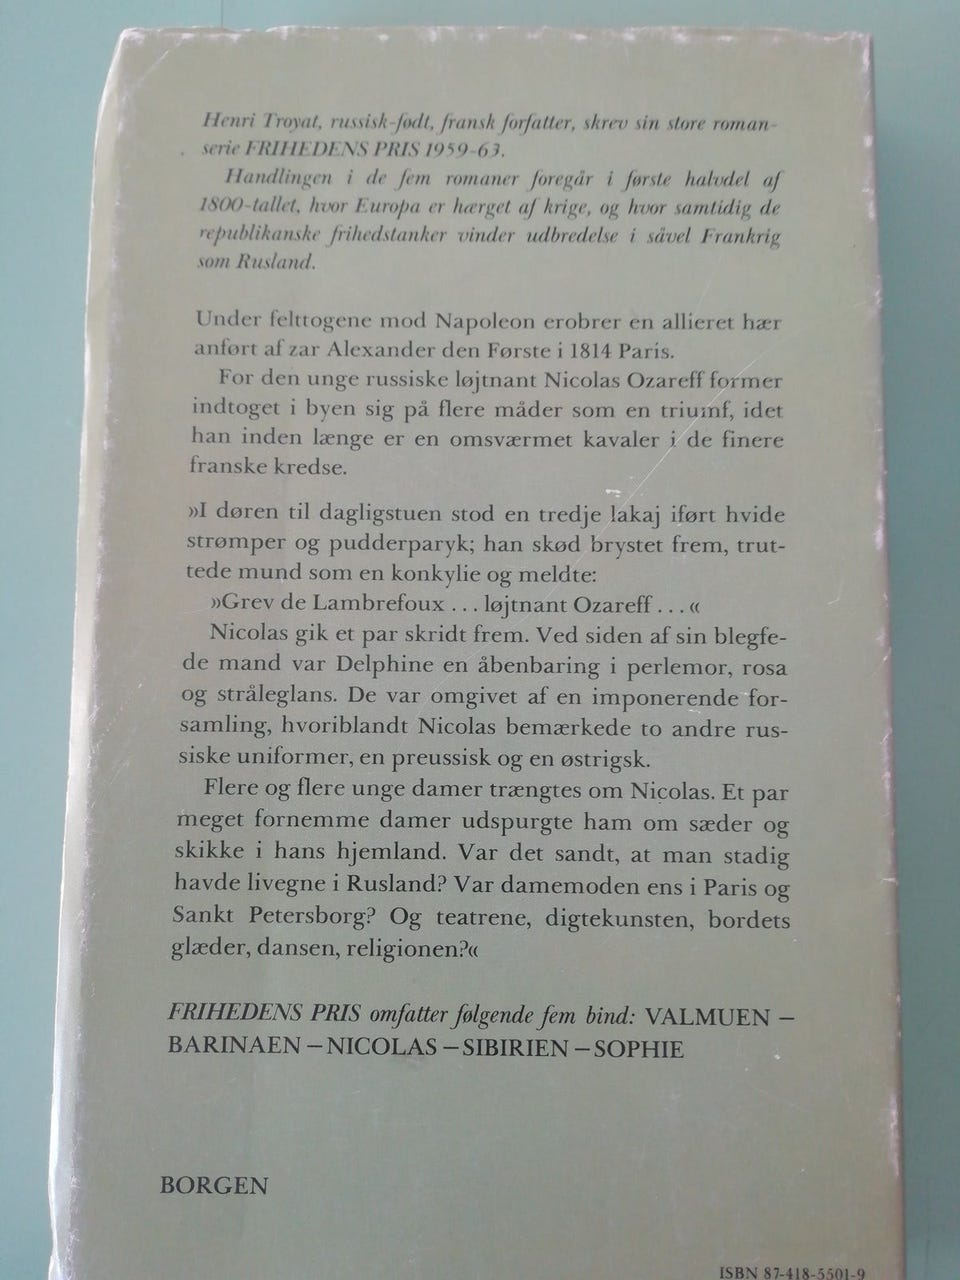 Henri Troyat, russisk-født, fransk forfatter, skrev sin store roman-
serie FRIHEDENS PRIS 1959-63.
Handlingen i de fem romaner foregår i første halvdel af
1800-tallet, hvor Europa er hærget af krige, og hvor samtidig de
republikanske frihedstanker vinder udbredelse i såvel Frankrig
som Rusland.
Under felttogene mod Napoleon erobrer en allieret hær
anført af zar Alexander den Første i 1814 Paris.
For den unge russiske løjtnant Nicolas Ozareff former
indtoget i byen sig på flere måder som en triumf, idet
han inden længe er en omsværmet kavaler i de finere
franske kredse.
»I døren til dagligstuen stod en tredje lakaj iført hvide
strømper og pudderparyk; han skød brystet frem, trut-
tede mund som en konkylie og meldte:
»Grev de Lambrefoux . . . løjtnant Ozareff . . . «
Nicolas gik et par skridt frem. Ved siden af sin blegfe-
de mand var Delphine en åbenbaring i perlemor, rosa
og stråleglans. De var omgivet af en imponerende for-
samling, hvoriblandt Nicolas bemærkede to andre rus-
siske uniformer, en preussisk og en østrigsk.
Flere og flere unge damer trængtes om Nicolas. Et par
meget fornemme damer udspurgte ham om sæder og
skikke i hans hjemland. Var det sandt, at man stadig
havde livegne i Rusland? Var damemoden ens i Paris og
Sankt Petersborg? Og teatrene, digtekunsten, bordets
glæder, dansen, religionen?«
FRIHEDENS PRIS omfatter følgende fem bind: VALMUEN –
BARINAEN – NICOLAS – SIBIRIEN – SOPHIE
BORGEN
ISBN 87-418-5501-9